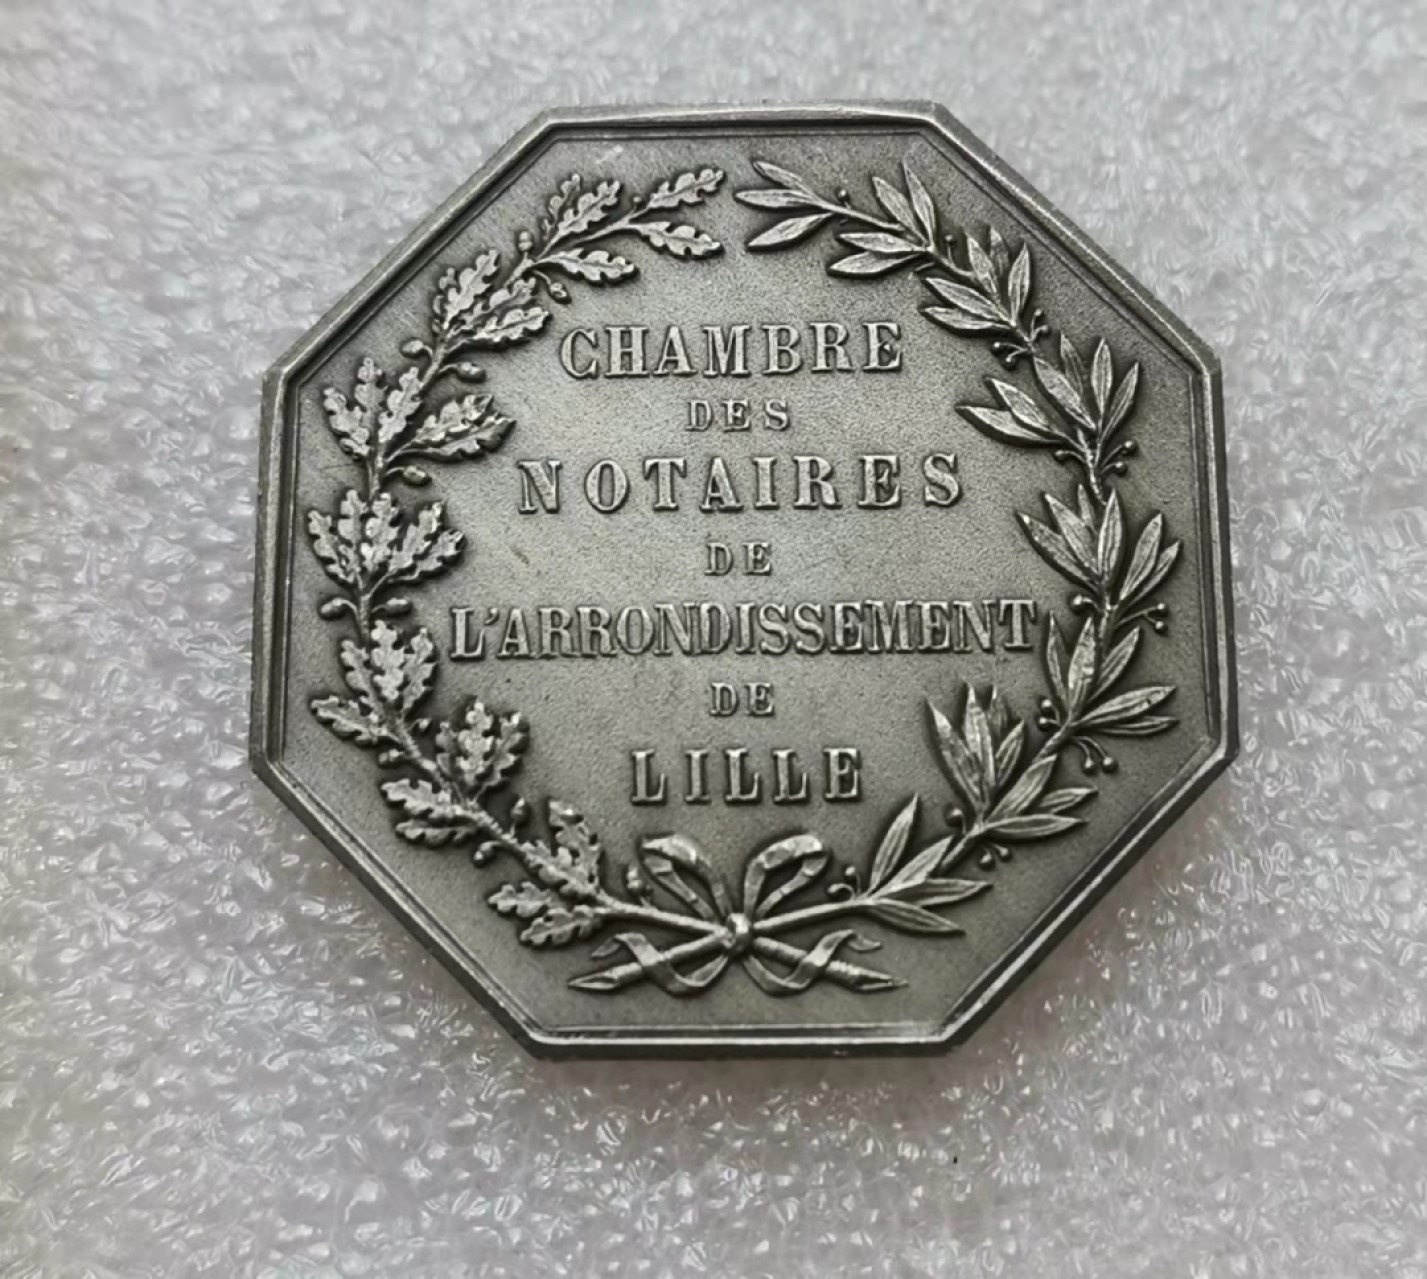 CHAMBRE
DES
NOTAIRES
DE
L'ARRONDISSEMENT
DE
LILLE